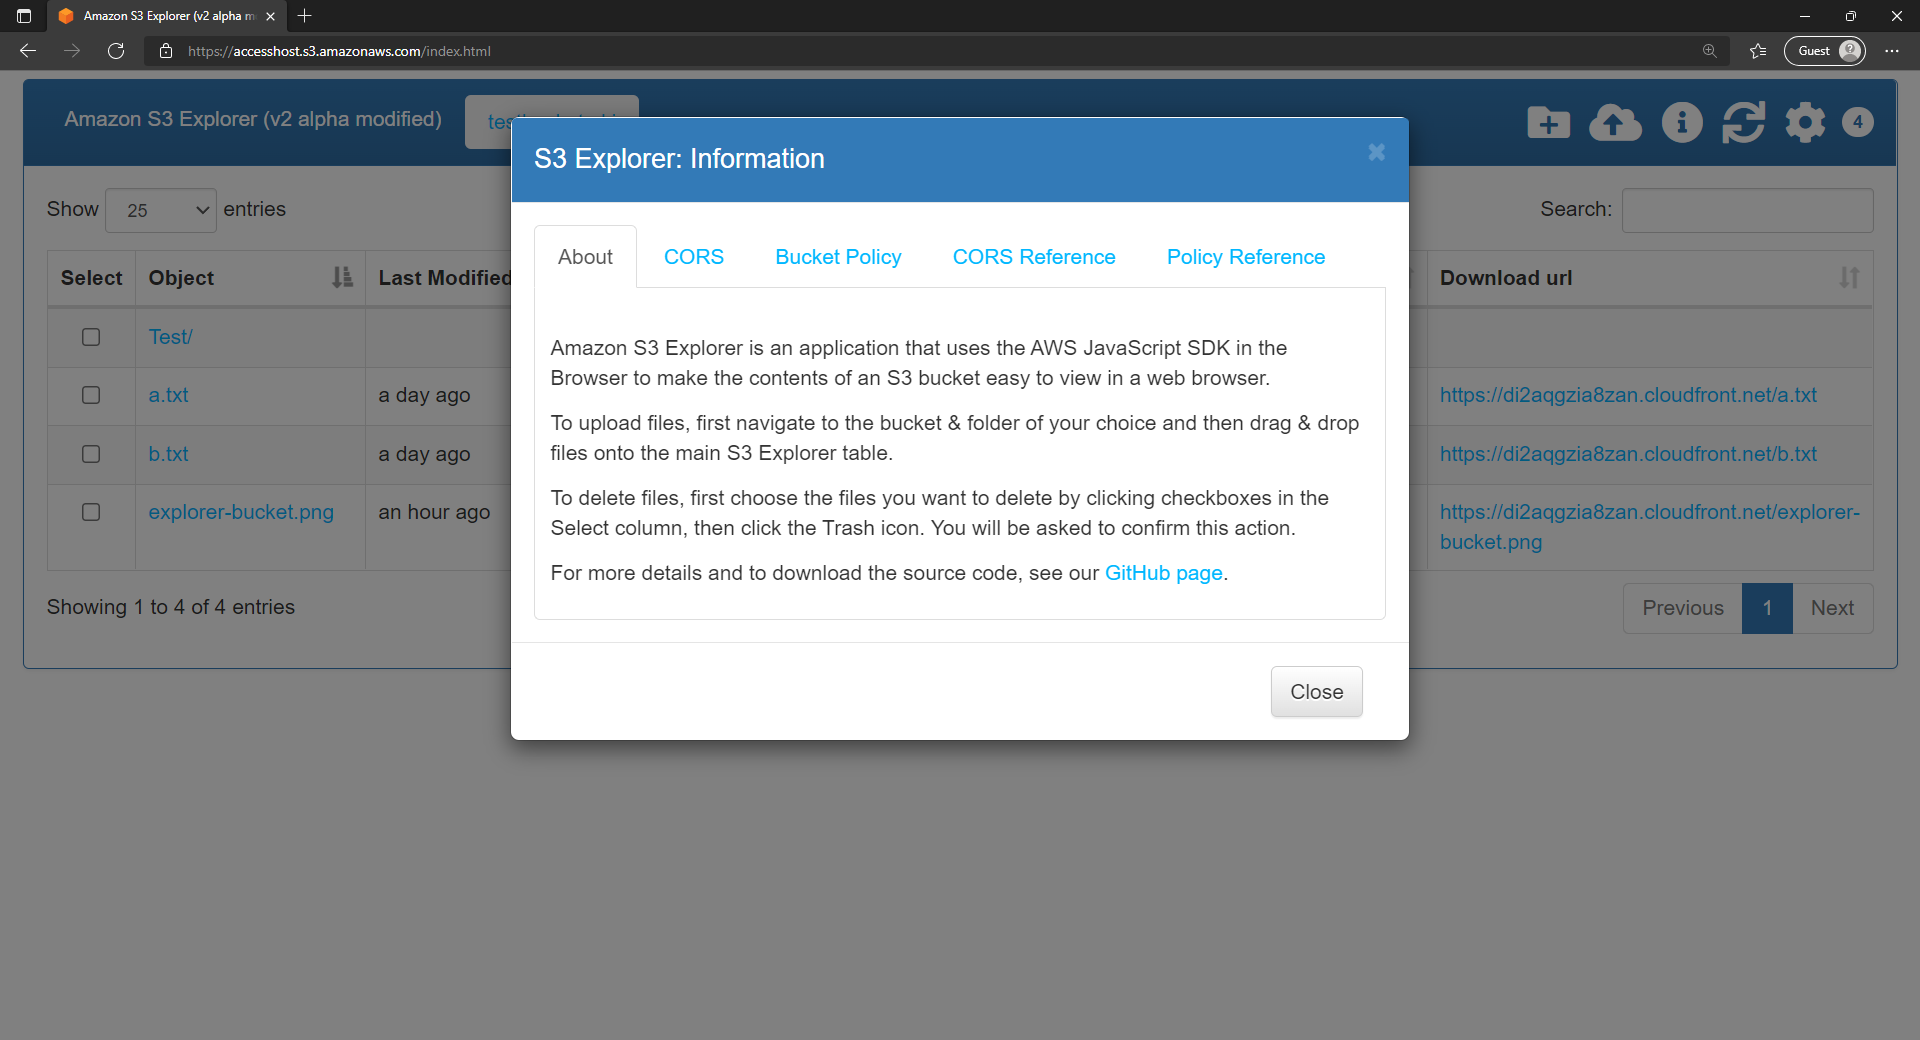 Amazon S3 Explorer (v2 alpha m
https://accesshost.s3.amazonaws.com/index.html
Guest
Amazon S3 Explorer (v2 alpha modified)
4
S3 Explorer: Information
Show 25 entries
Search:
About CORS Bucket Policy CORS Reference Policy Reference
Select Object Last Modified Download url
Test/
a.txt a day ago https://di2aqgzia8zan.cloudfront.net/a.txt
b.txt a day ago https://di2aqgzia8zan.cloudfront.net/b.txt
explorer-bucket.png an hour ago https://di2aqgzia8zan.cloudfront.net/explorer-
bucket.png
Amazon S3 Explorer is an application that uses the AWS JavaScript SDK in the
Browser to make the contents of an S3 bucket easy to view in a web browser.
To upload files, first navigate to the bucket & folder of your choice and then drag & drop
files onto the main S3 Explorer table.
To delete files, first choose the files you want to delete by clicking checkboxes in the
Select column, then click the Trash icon. You will be asked to confirm this action.
For more details and to download the source code, see our GitHub page.
Showing 1 to 4 of 4 entries
Previous 1 Next
Close